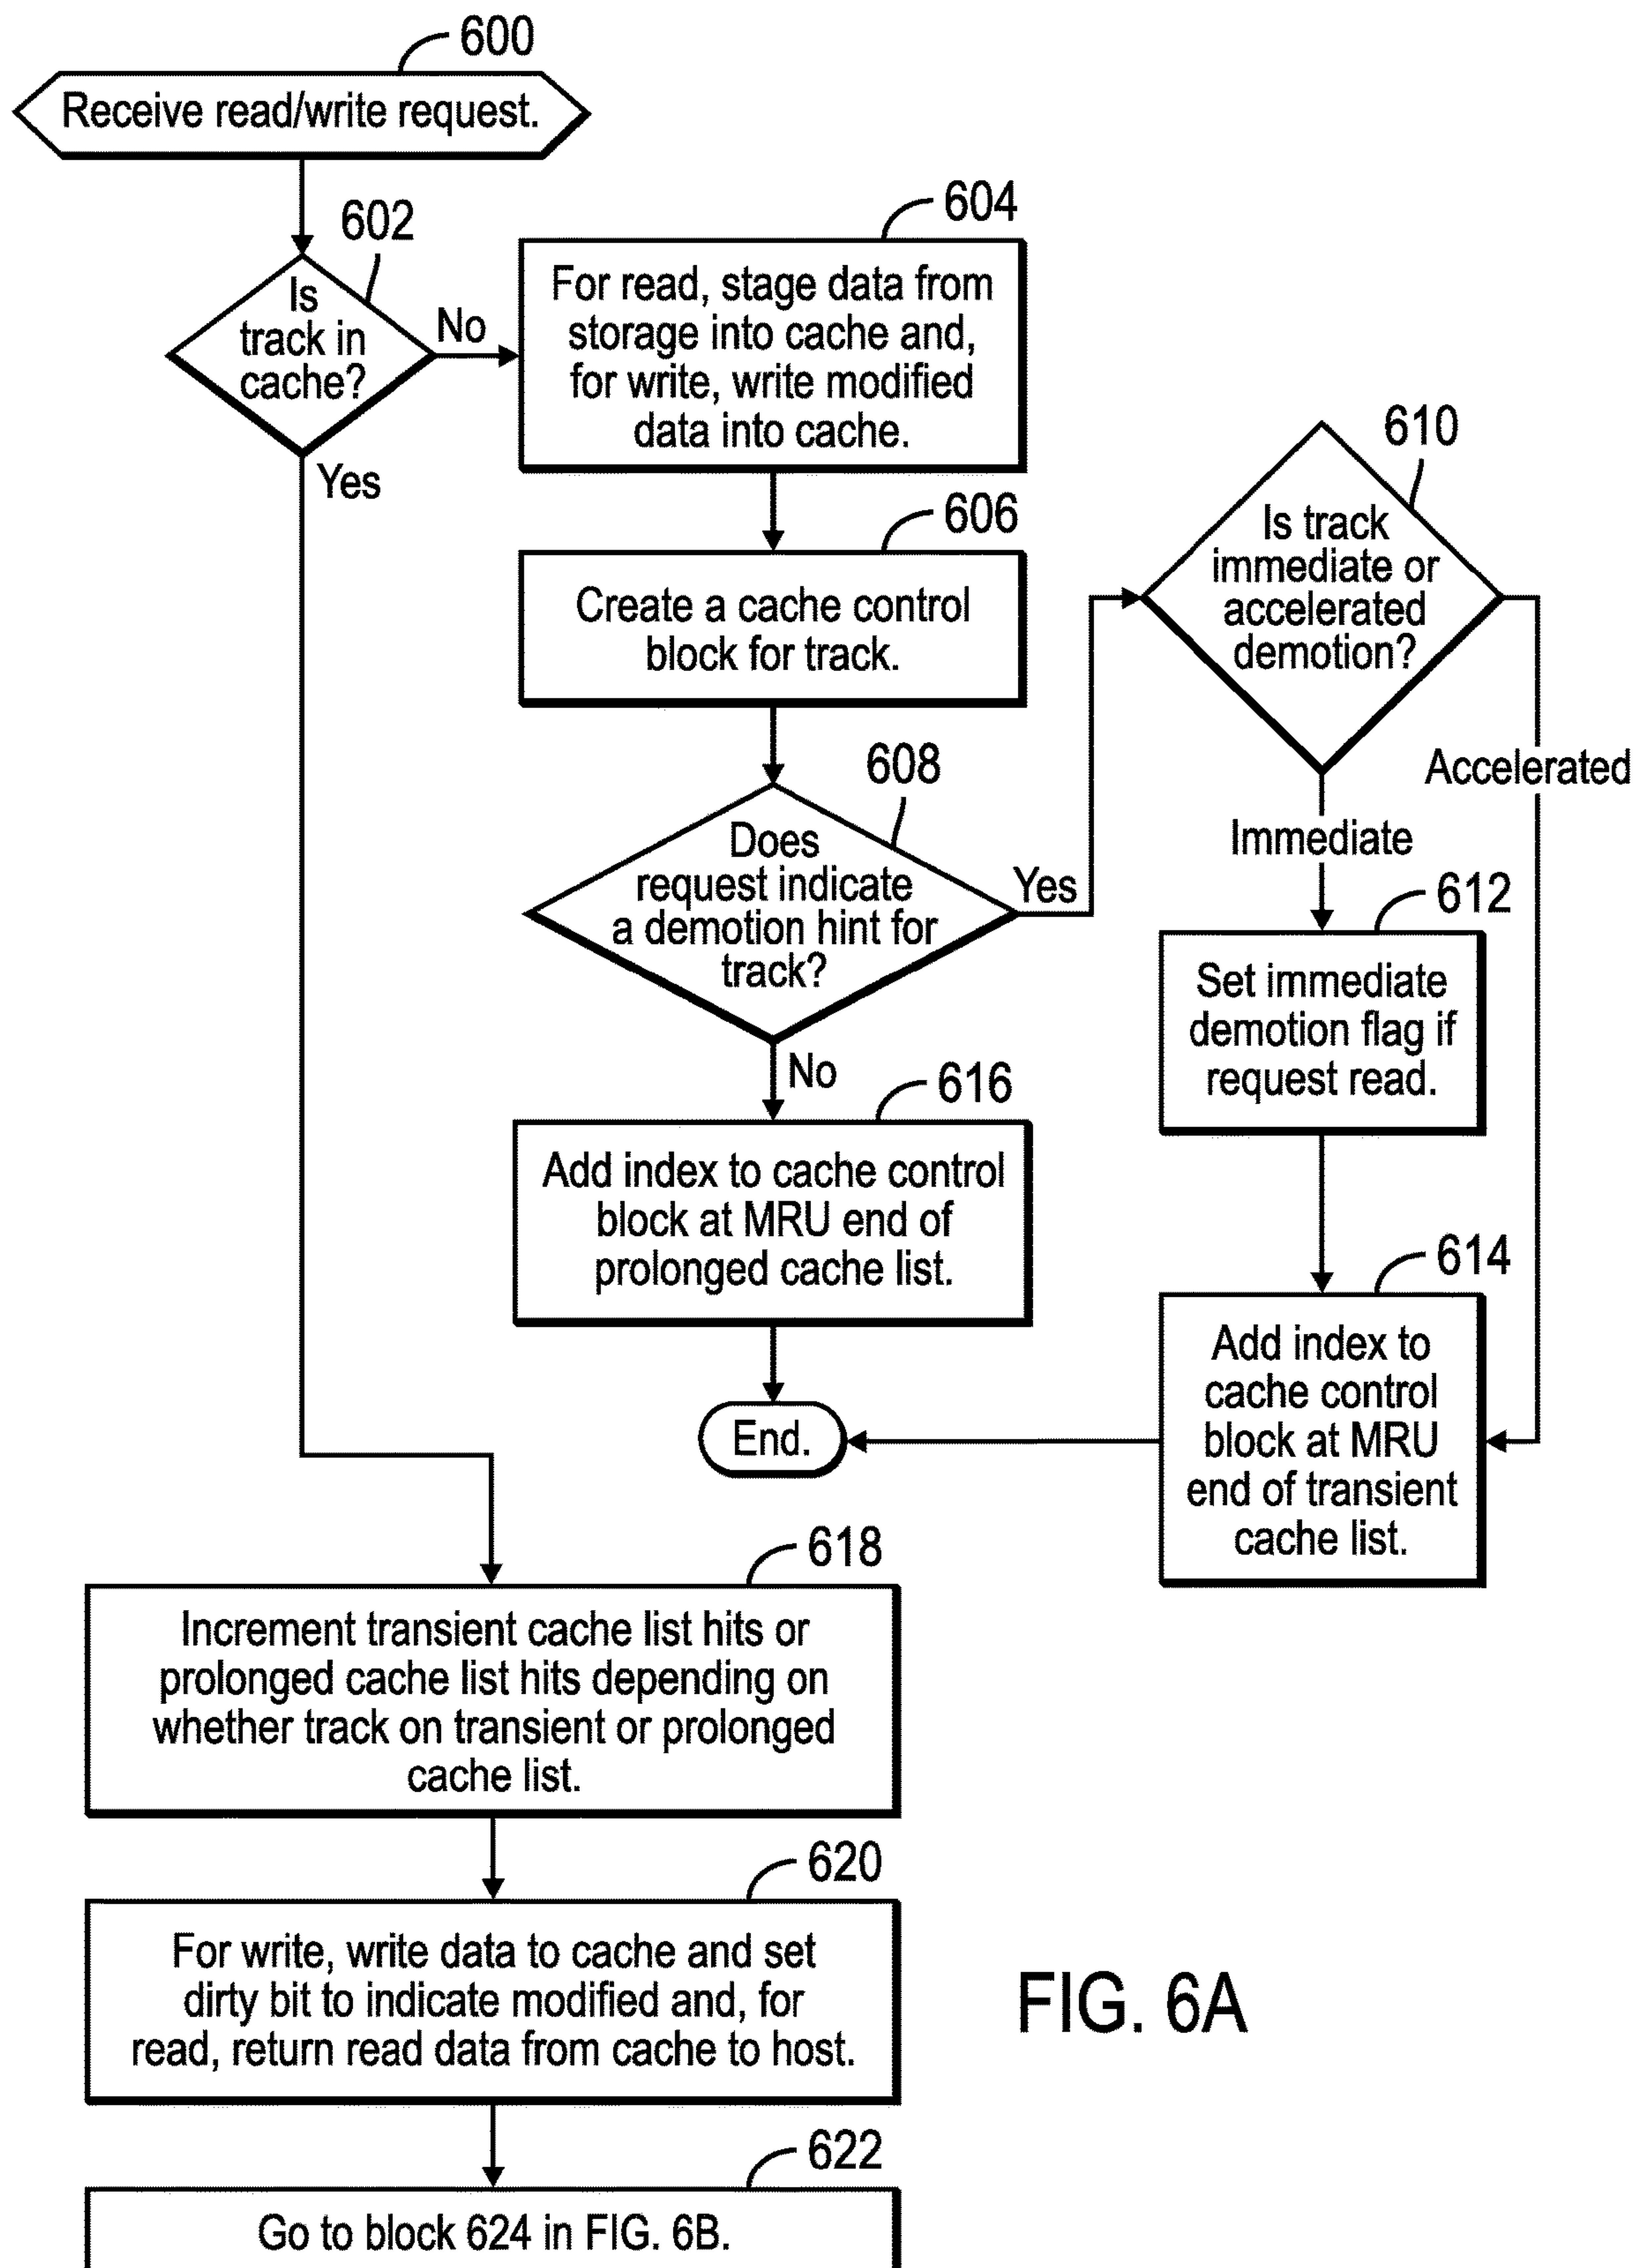 600
Receive read/write request.
602
Is
track in
cache?
No
Yes
604
For read, stage data from
storage into cache and,
for write, write modified
data into cache.
606
Create a cache control
block for track.
608
Does
request indicate
a demotion hint for
track?
Yes
No
610
Is track
immediate or
accelerated
demotion?
Accelerated
Immediate
612
Set immediate
demotion flag if
request read.
614
Add index to
cache control
block at MRU
end of transient
cache list.
616
Add index to cache control
block at MRU end of
prolonged cache list.
End.
618
Increment transient cache list hits or
prolonged cache list hits depending on
whether track on transient or prolonged
cache list.
620
For write, write data to cache and set
dirty bit to indicate modified and, for
read, return read data from cache to host.
622
Go to block 624 in FIG. 6B.
FIG. 6A